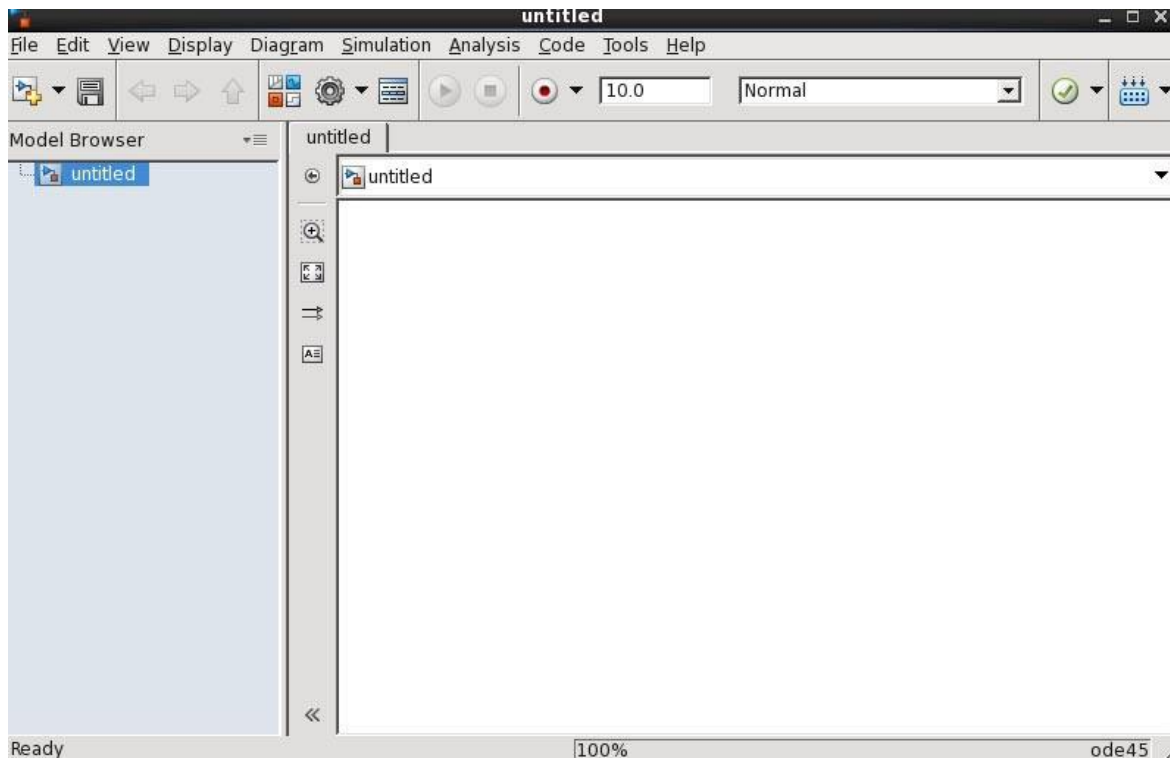 untitled
File Edit View Display Diagram Simulation Analysis Code Tools Help
10.0 Normal
Model Browser untitled
untitled untitled
Ready 100% ode45